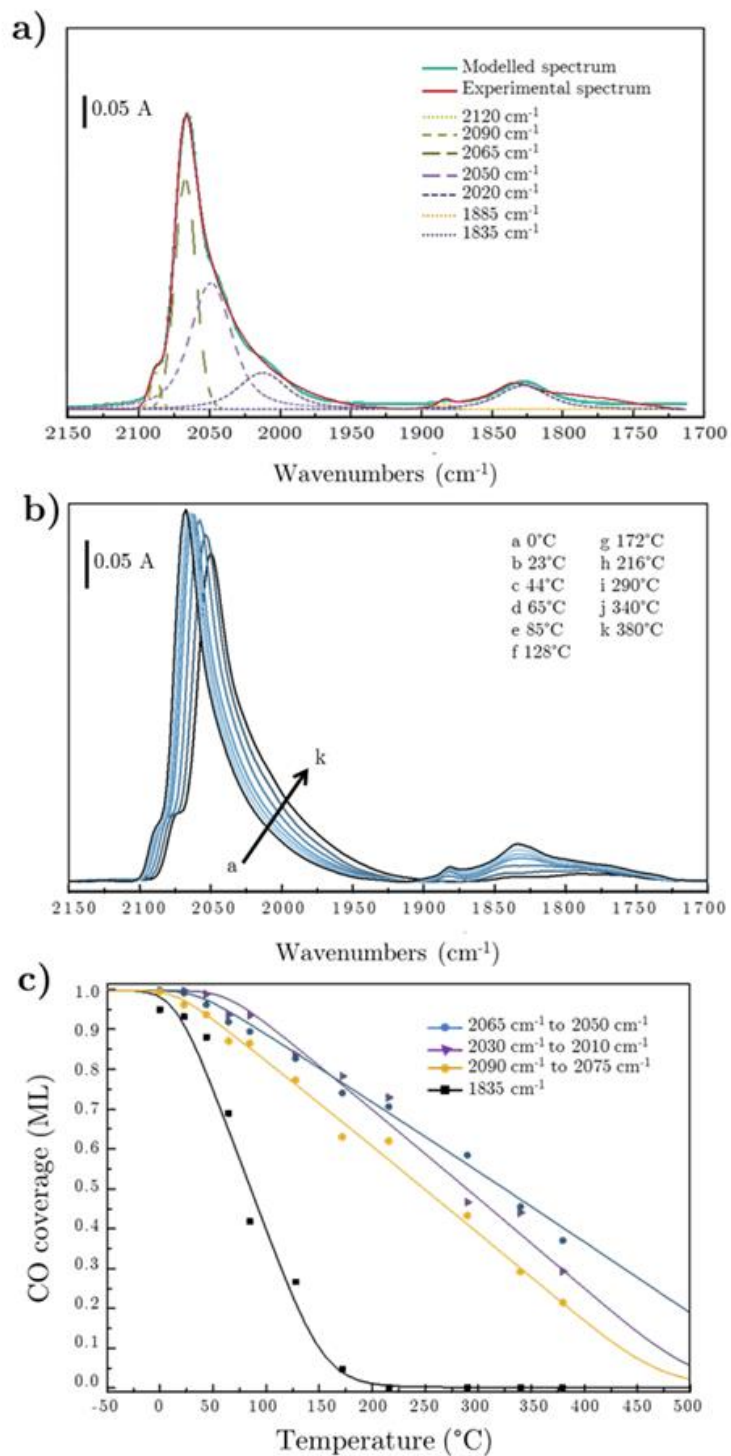 a)
0.05 A
Modelled spectrum
Experimental spectrum
2120 cm-1
2090 cm-1
2065 cm-1
2050 cm-1
2020 cm-1
1885 cm-1
1835 cm-1
2150 2100 2050 2000 1950 1900 1850 1800 1750 1700
Wavenumbers (cm-1)
b)
0.05 A
a 0°C g 172°C
b 23°C h 216°C
c 44°C i 290°C
d 65°C j 340°C
e 85°C k 380°C
f 128°C
k
a
2150 2100 2050 2000 1950 1900 1850 1800 1750 1700
Wavenumbers (cm-1)
c)
1.0
0.9
0.8
0.7
0.6
0.5
0.4
0.3
0.2
0.1
0.0
CO coverage (ML)
2065 cm-1 to 2050 cm-1
2030 cm-1 to 2010 cm-1
2090 cm-1 to 2075 cm-1
1835 cm-1
-50 0 50 100 150 200 250 300 350 400 450 500
Temperature (°C)